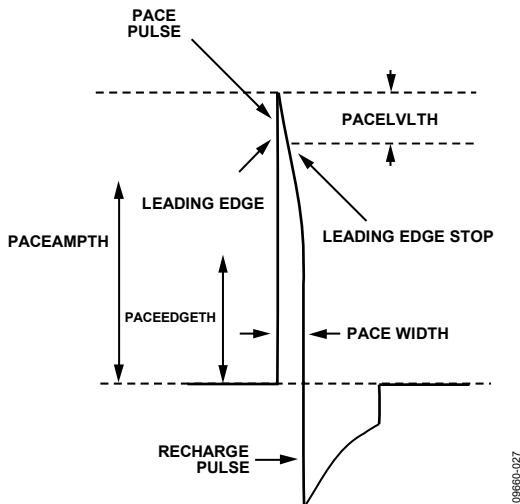 PACE
PULSE
PACELVLTH
LEADING EDGE
LEADING EDGE STOP
PACEAMPTH
PACEEDGETH
PACE WIDTH
RECHARGE
PULSE
09660-027